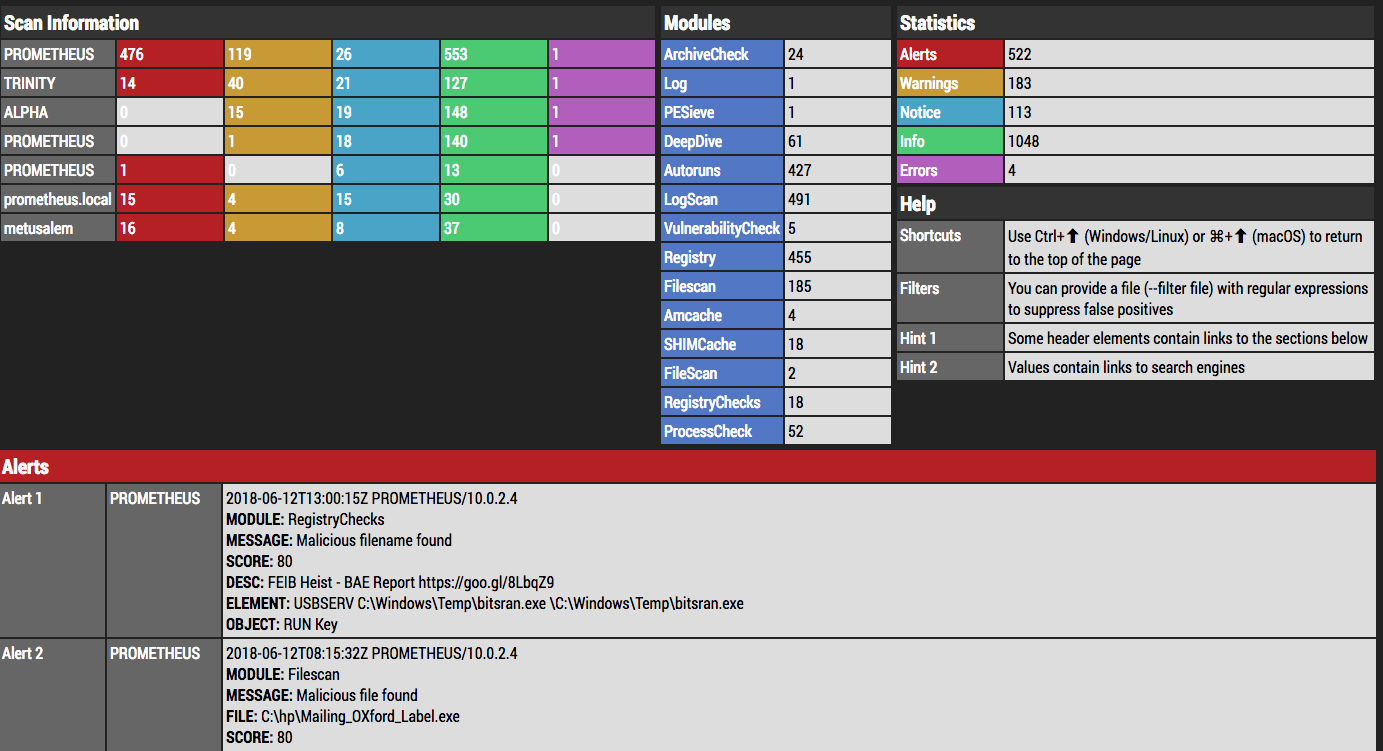 Scan Information
PROMETHEUS 476 119 26 553 1
TRINITY 14 40 21 127 1
ALPHA 0 15 19 148 1
PROMETHEUS 0 1 18 140 1
PROMETHEUS 1 0 6 13 0
prometheus.local 15 4 15 30 0
metusalem 16 4 8 37 0
Modules
ArchiveCheck 24
Log 1
PESieve 1
DeepDive 61
Autoruns 427
LogScan 491
VulnerabilityCheck 5
Registry 455
Filescan 185
Amcache 4
SHIMCache 18
FileScan 2
RegistryChecks 18
ProcessCheck 52
Statistics
Alerts 522
Warnings 183
Notice 113
Info 1048
Errors 4
Help
Shortcuts Use Ctrl+⬆ (Windows/Linux) or ⌘+⬆ (macOS) to return
to the top of the page
Filters You can provide a file (--filter file) with regular expressions
to suppress false positives
Hint 1 Some header elements contain links to the sections below
Hint 2 Values contain links to search engines
Alerts
Alert 1 PROMETHEUS 2018-06-12T13:00:15Z PROMETHEUS/10.0.2.4
MODULE: RegistryChecks
MESSAGE: Malicious filename found
SCORE: 80
DESC: FEIB Heist - BAE Report https://goo.gl/8LbqZ9
ELEMENT: USBSERV C:\Windows\Temp\bitsran.exe \C:\Windows\Temp\bitsran.exe
OBJECT: RUN Key
Alert 2 PROMETHEUS 2018-06-12T08:15:32Z PROMETHEUS/10.0.2.4
MODULE: Filescan
MESSAGE: Malicious file found
FILE: C:\hp\Mailing_OXford_Label.exe
SCORE: 80